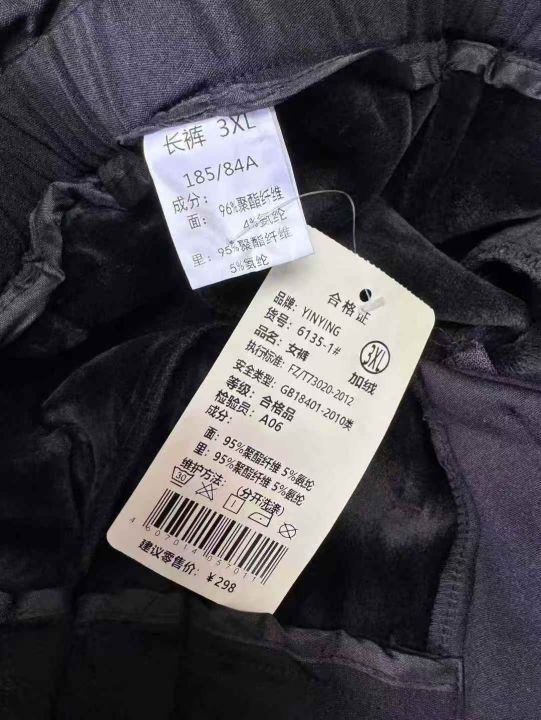 长裤 3XL
185/84A
成分:
面: 96%聚酯纤维
4%氨纶
里: 95%聚酯纤维
5%氨纶
合格证
品牌: YINYING
货号: 6135-1#
品名: 女裤
3XL
加绒
执行标准: FZ/T73020-2012
安全类型: GB18401-2010类
等级: 合格品
检验员: A06
成分:
面: 95%聚酯纤维 5%氨纶
里: 95%聚酯纤维 5%氨纶
维护方法: (分开洗涤)
30
建议零售价: ¥298